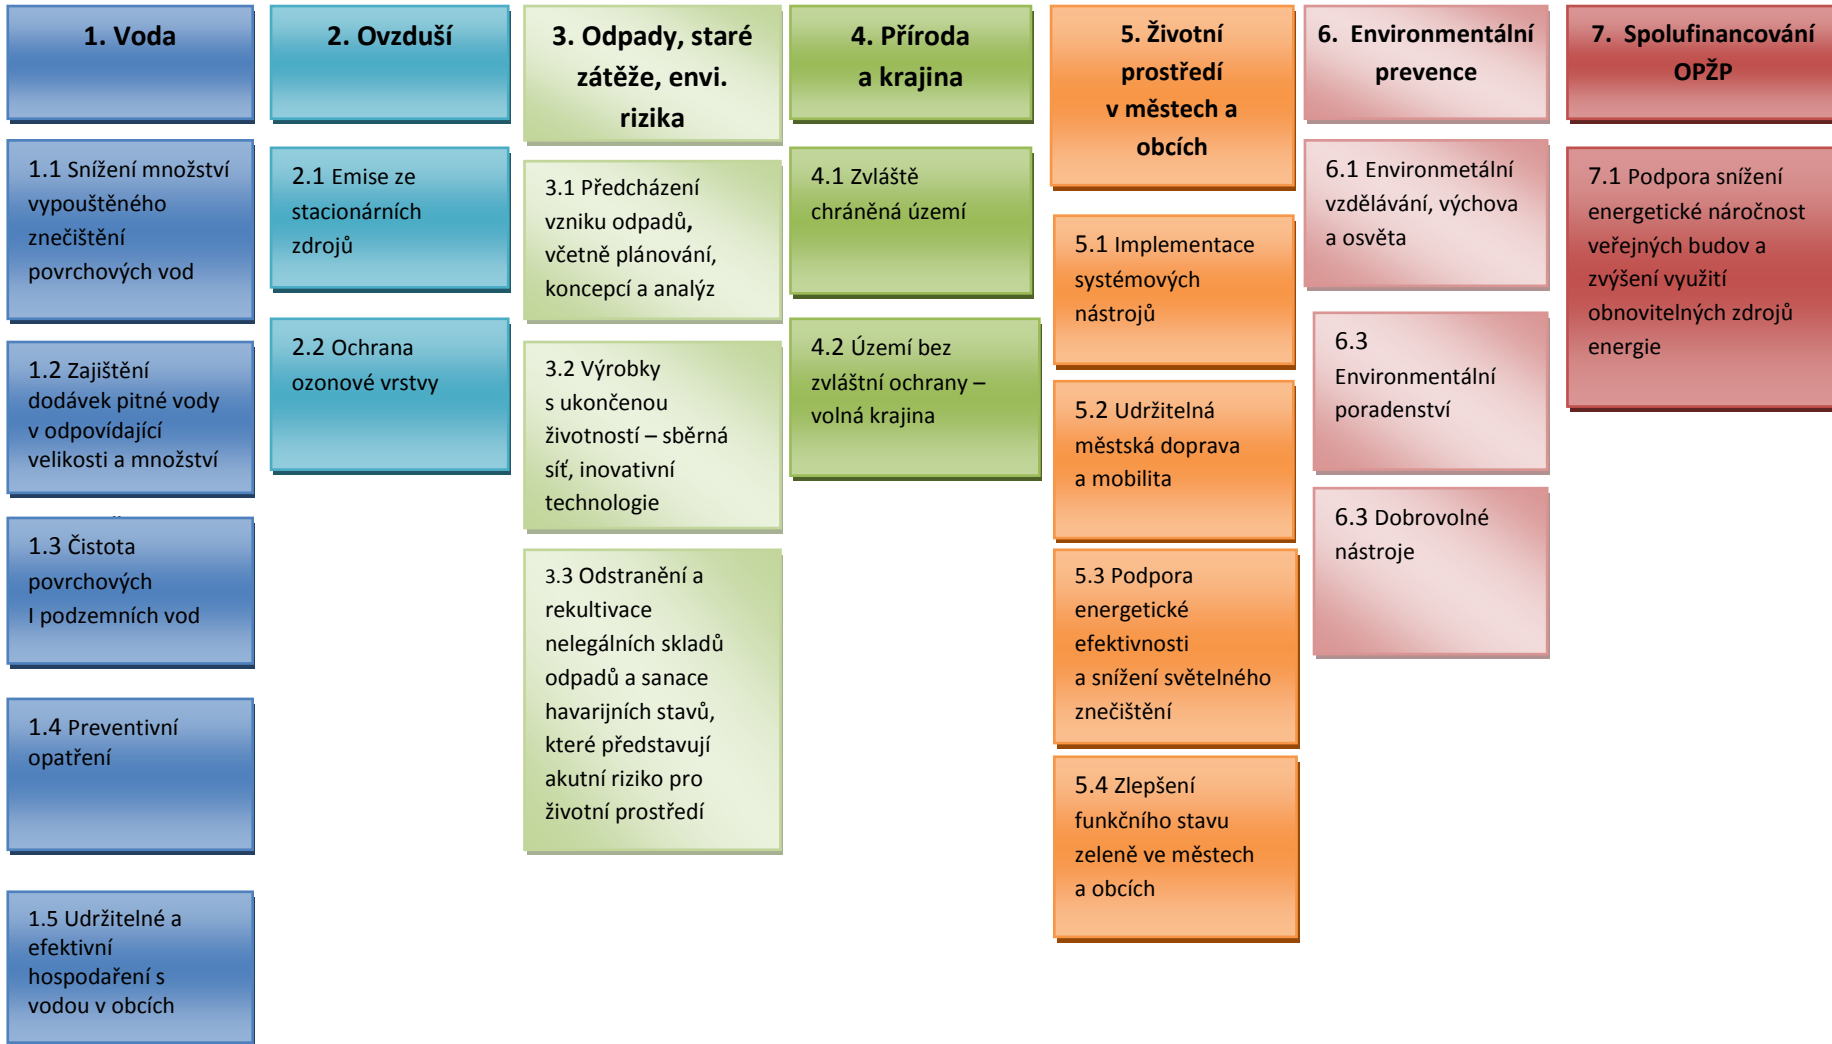 1. Voda
1.1 Snížení množství
vypouštěného
znečištění
povrchových vod
1.2 Zajištění
dodávek pitné vody
v odpovídající
velikosti a množství
1.3 Čistota
povrchových
I podzemních vod
1.4 Preventivní
opatření
1.5 Udržitelné a
efektivní
hospodaření s
vodou v obcích
2. Ovzduší
2.1 Emise ze
stacionárních
zdrojů
2.2 Ochrana
ozonové vrstvy
3. Odpady, staré
zátěže, envi.
rizika
3.1 Předcházení
vzniku odpadů,
včetně plánování,
koncepcí a analýz
3.2 Výrobky
s ukončenou
životností – sběrná
síť, inovativní
technologie
3.3 Odstranění a
rekultivace
nelegálních skladů
odpadů a sanace
havarijních stavů,
které představují
akutní riziko pro
životní prostředí
4. Příroda
a krajina
4.1 Zvláště
chráněná území
4.2 Území bez
zvláštní ochrany –
volná krajina
5. Životní
prostředí
v městech a
obcích
5.1 Implementace
systémových
nástrojů
5.2 Udržitelná
městská doprava
a mobilita
5.3 Podpora
energetické
efektivnosti
a snížení světelného
znečištění
5.4 Zlepšení
funkčního stavu
zeleně ve městech
a obcích
6. Environmentální
prevence
6.1 Environmetální
vzdělávání, výchova
a osvěta
6.3
Environmentální
poradenství
6.3 Dobrovolné
nástroje
7. Spolufinancování
OPŽP
7.1 Podpora snížení
energetické náročnost
veřejných budov a
zvýšení využití
obnovitelných zdrojů
energie